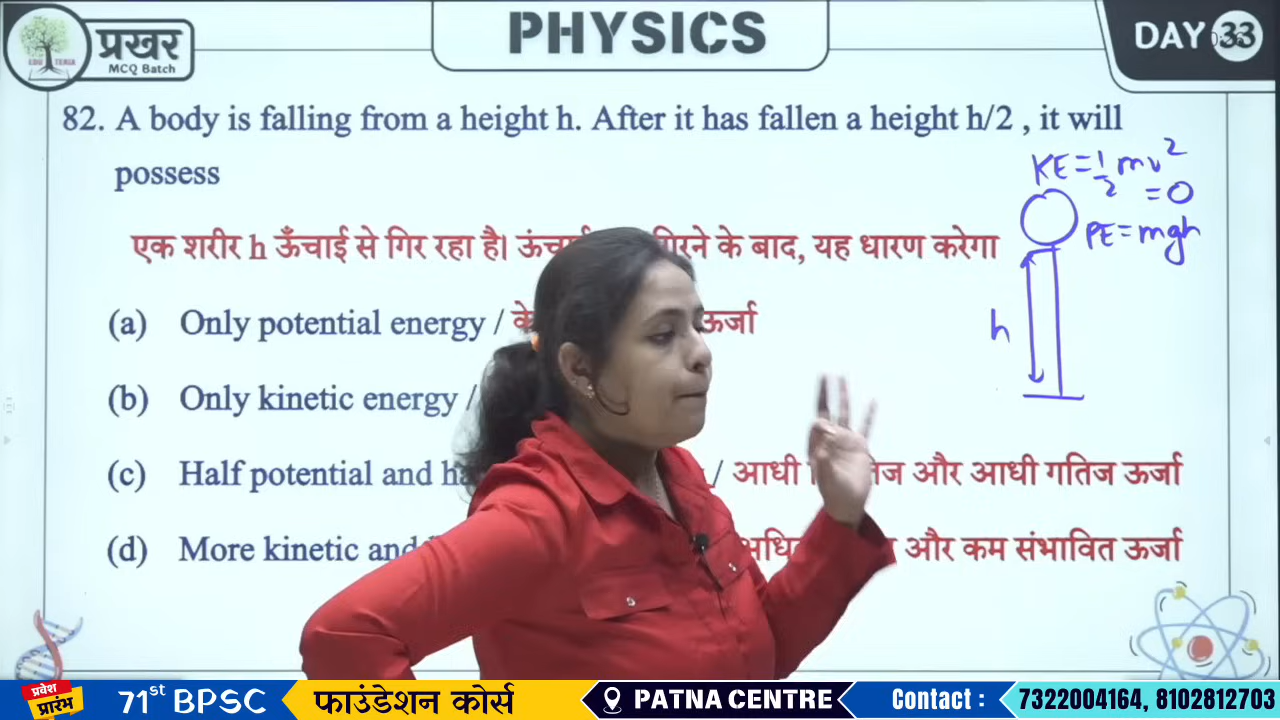 प्रखर
EDU TERIA
MCQ Batch
PHYSICS
DAY 33
82. A body is falling from a height h. After it has fallen a height h/2 , it will
possess
एक शरीर h ऊँचाई से गिर रहा है। गिरने के बाद, यह धारण करेगा
(a) Only potential energy / ऊर्जा
(b) Only kinetic energy /
(c) Half potential and / आधी और आधी गतिज ऊर्जा
(d) More kinetic and और कम संभावित ऊर्जा
KE = 1/2 mv²
= 0
PE = mgh
h
प्रवेश
प्रारंभ
71st BPSC
फाउंडेशन कोर्स
PATNA CENTRE
Contact :
7322004164, 8102812703